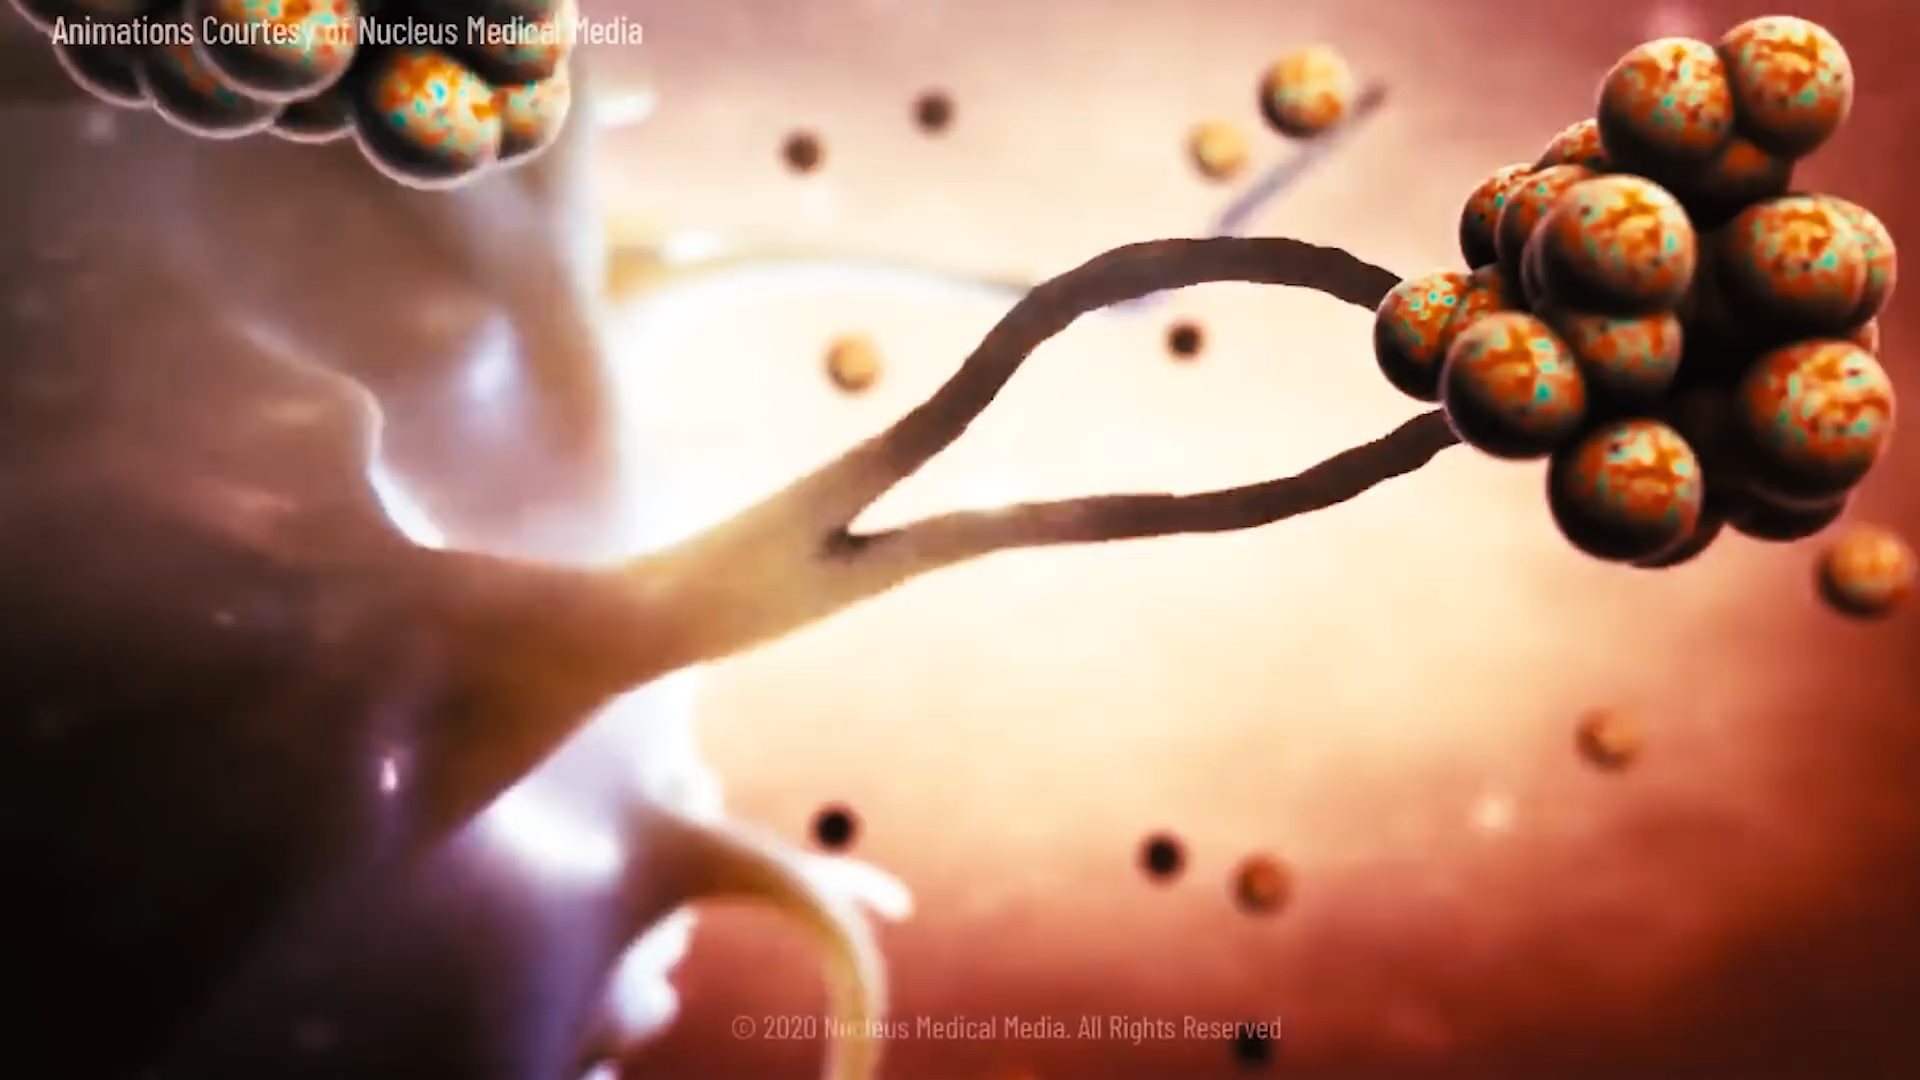 Animations Courtesy of Nucleus Medical Media
© 2020 Nucleus Medical Media. All Rights Reserved